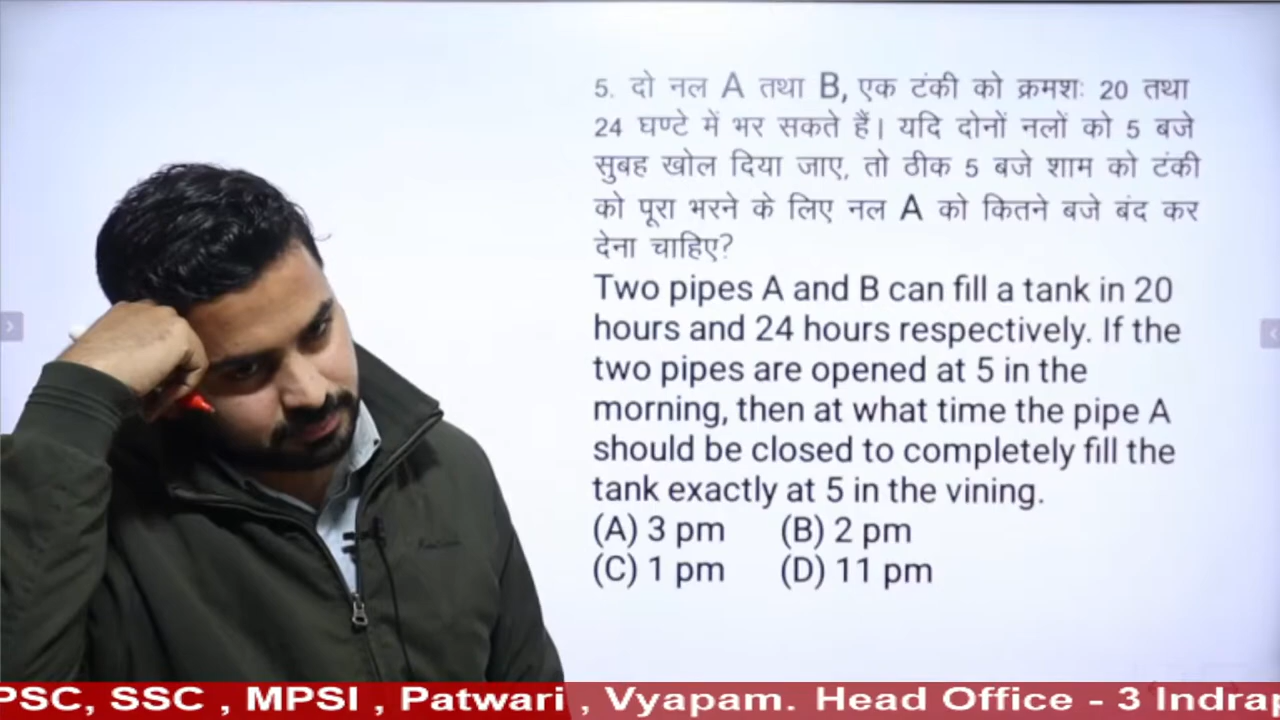 5. दो नल A तथा B, एक टंकी को क्रमशः 20 तथा
24 घण्टे में भर सकते हैं। यदि दोनों नलों को 5 बजे
सुबह खोल दिया जाए, तो ठीक 5 बजे शाम को टंकी
को पूरा भरने के लिए नल A को कितने बजे बंद कर
देना चाहिए?
Two pipes A and B can fill a tank in 20
hours and 24 hours respectively. If the
two pipes are opened at 5 in the
morning, then at what time the pipe A
should be closed to completely fill the
tank exactly at 5 in the vining.
(A) 3 pm (B) 2 pm
(C) 1 pm (D) 11 pm
PSC, SSC , MPSI , Patwari , Vyapam. Head Office - 3 Indrap